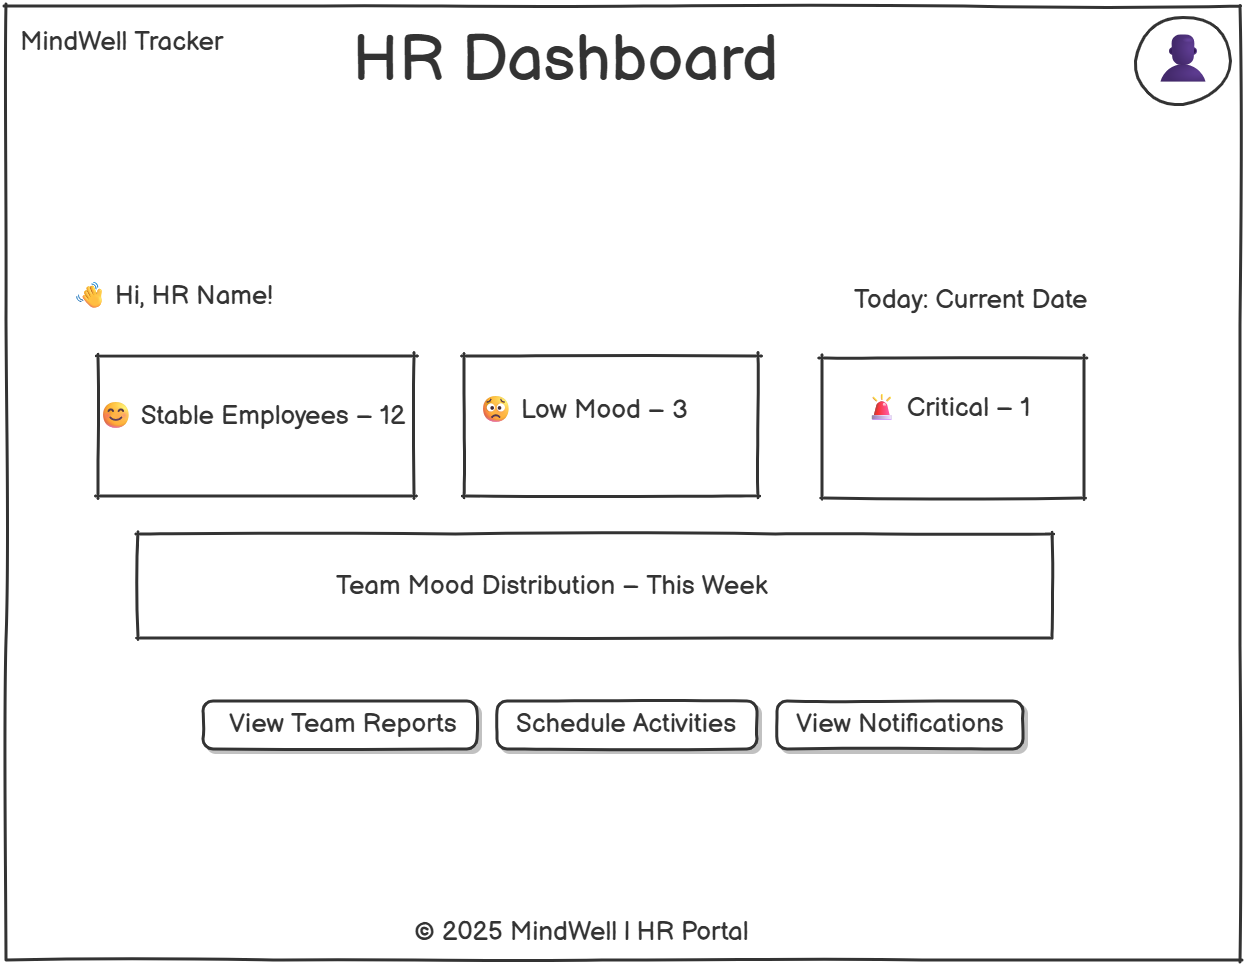 MindWell Tracker
HR Dashboard
👋 Hi, HR Name!
Today: Current Date
😊 Stable Employees – 12
😟 Low Mood – 3
🚨 Critical – 1
Team Mood Distribution – This Week
View Team Reports
Schedule Activities
View Notifications
© 2025 MindWell | HR Portal